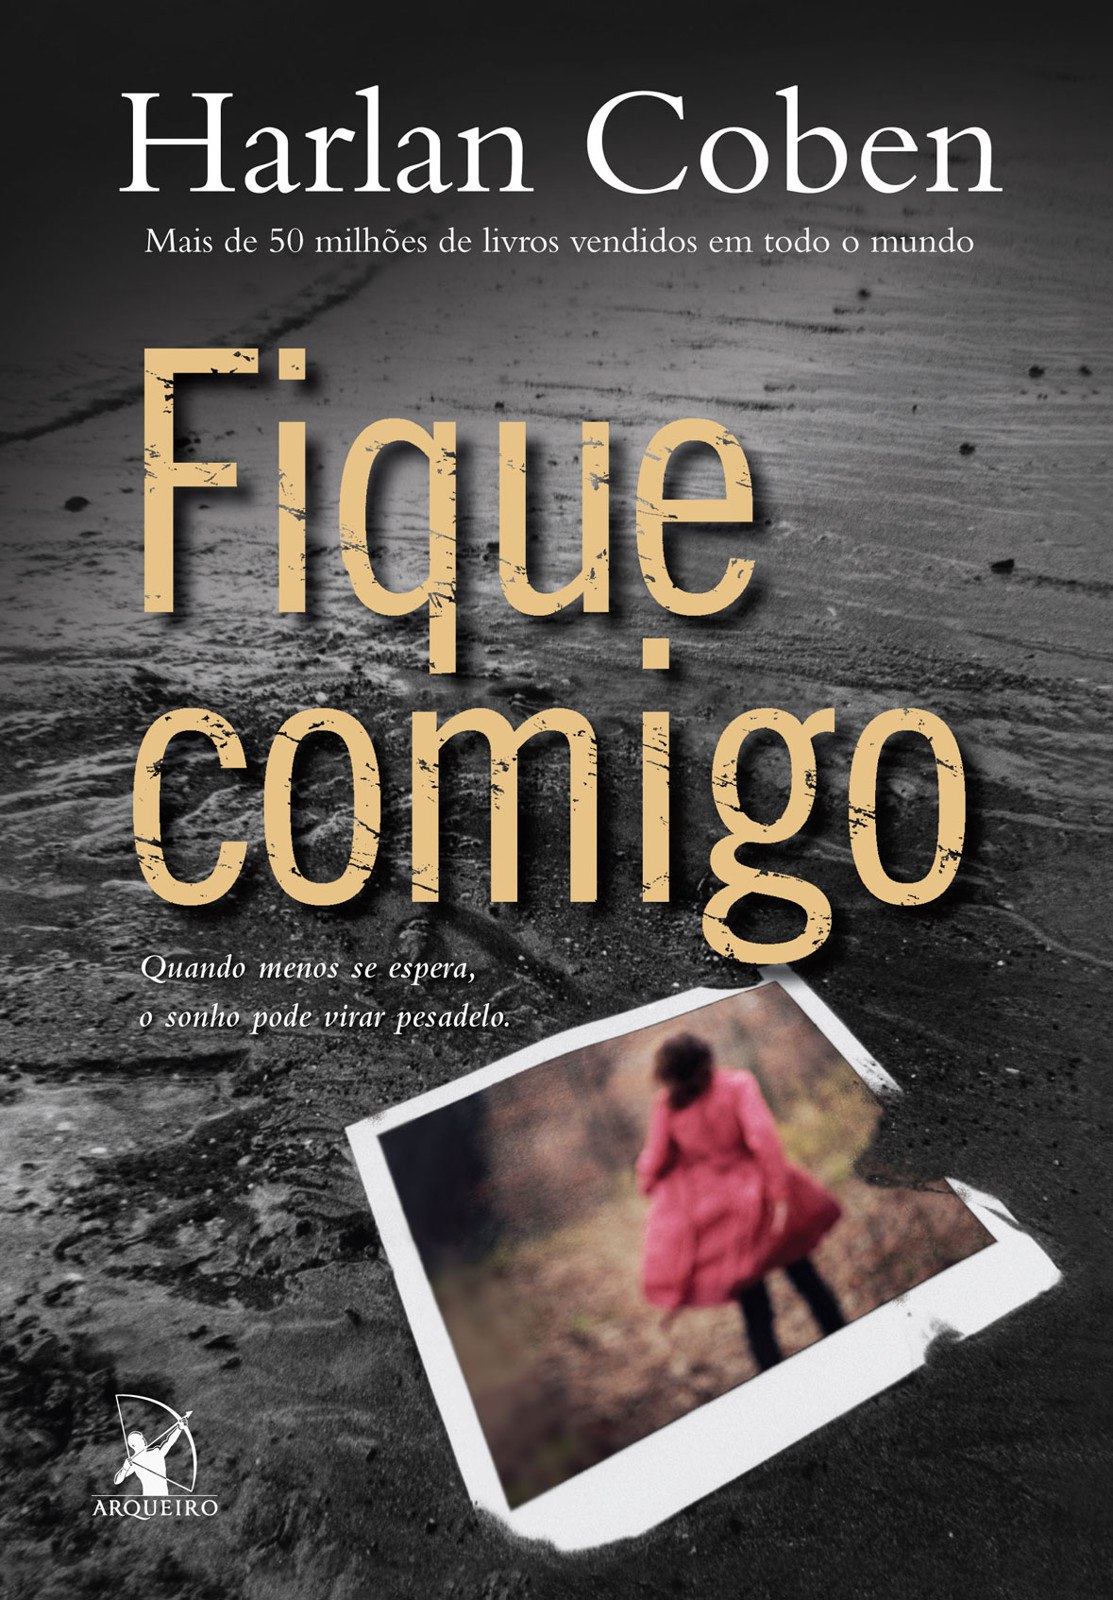 Harlan Coben
Mais de 50 milhões de livros vendidos em todo o mundo
Fique
comigo
Quando menos se espera,
o sonho pode virar pesadelo.
ARQUEIRO